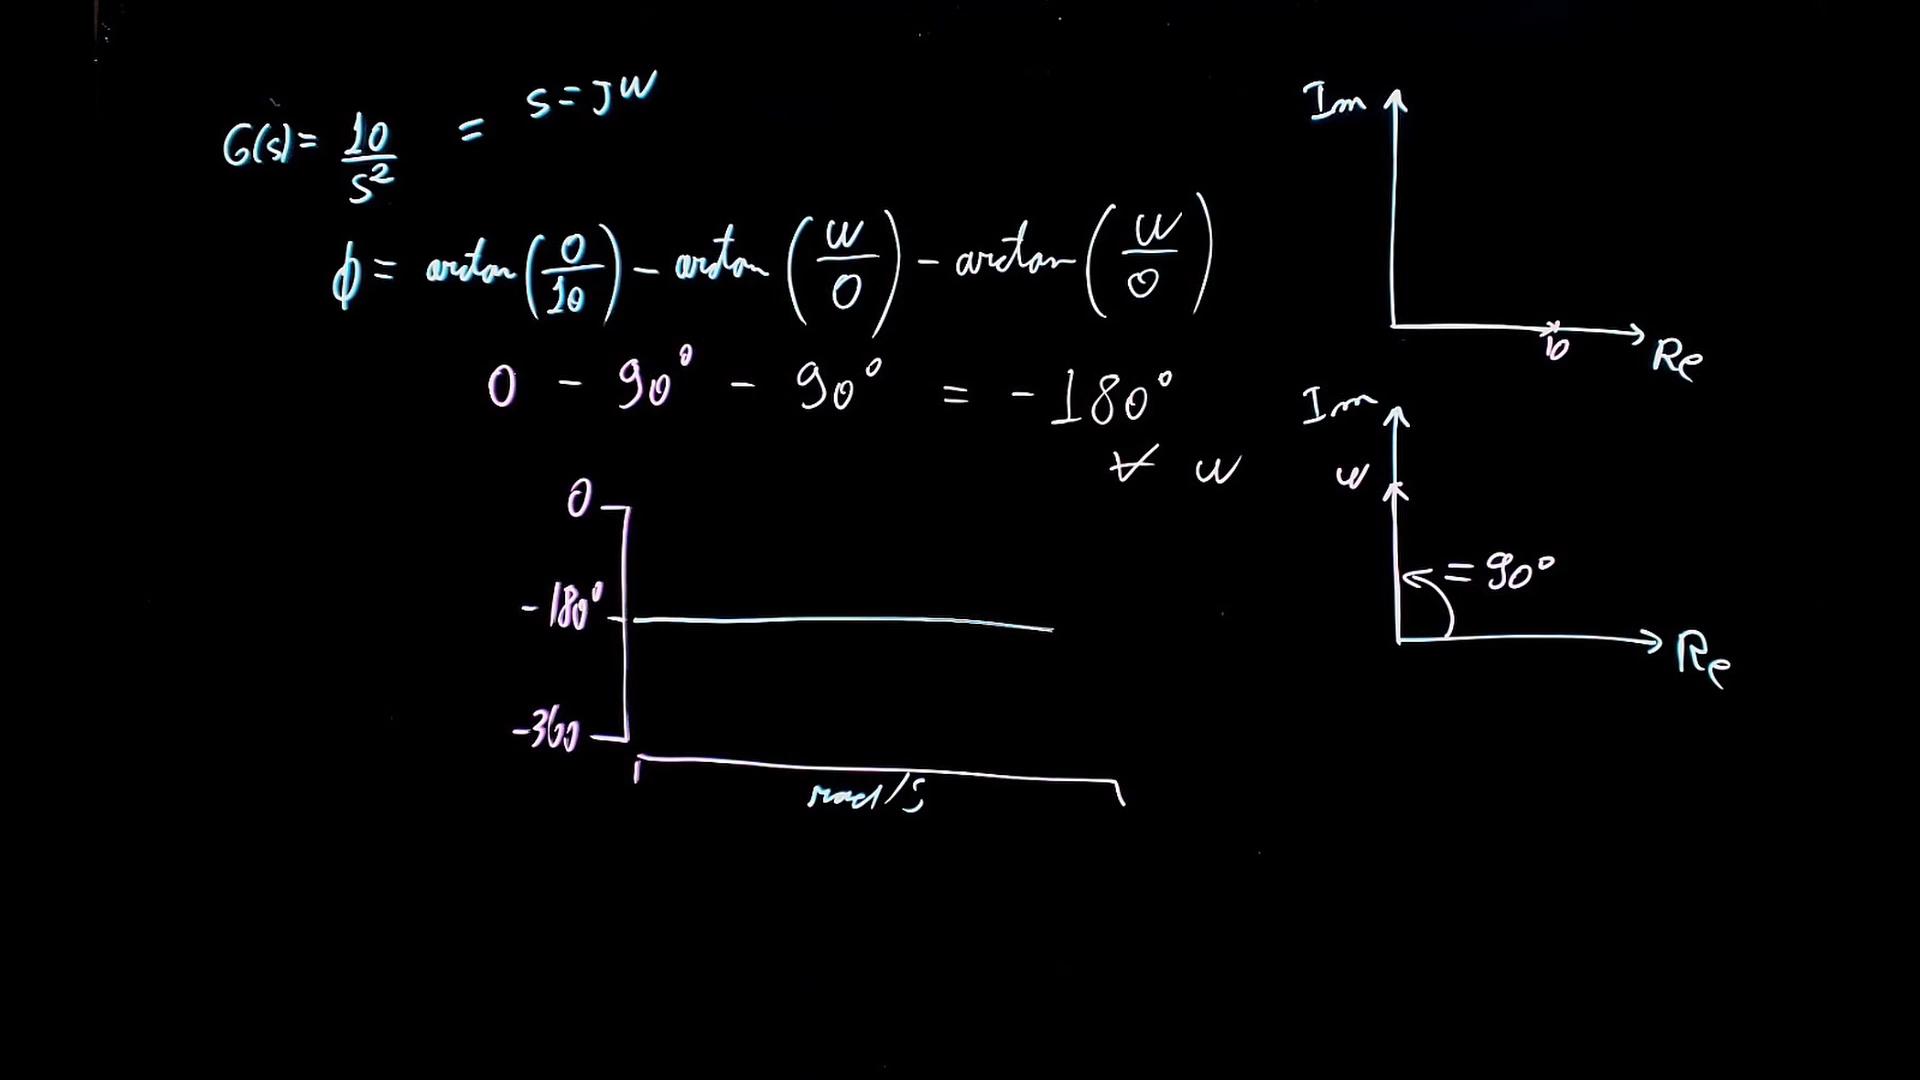 G(s) = 10/s² = s = jw
ϕ = arctan(0/10) - arctan(w/0) - arctan(w/0)
0 - 90° - 90° = -180°
∀ w
0
-180°
-360
rad/s
Im
10
Re
Im
w
= 90°
Re